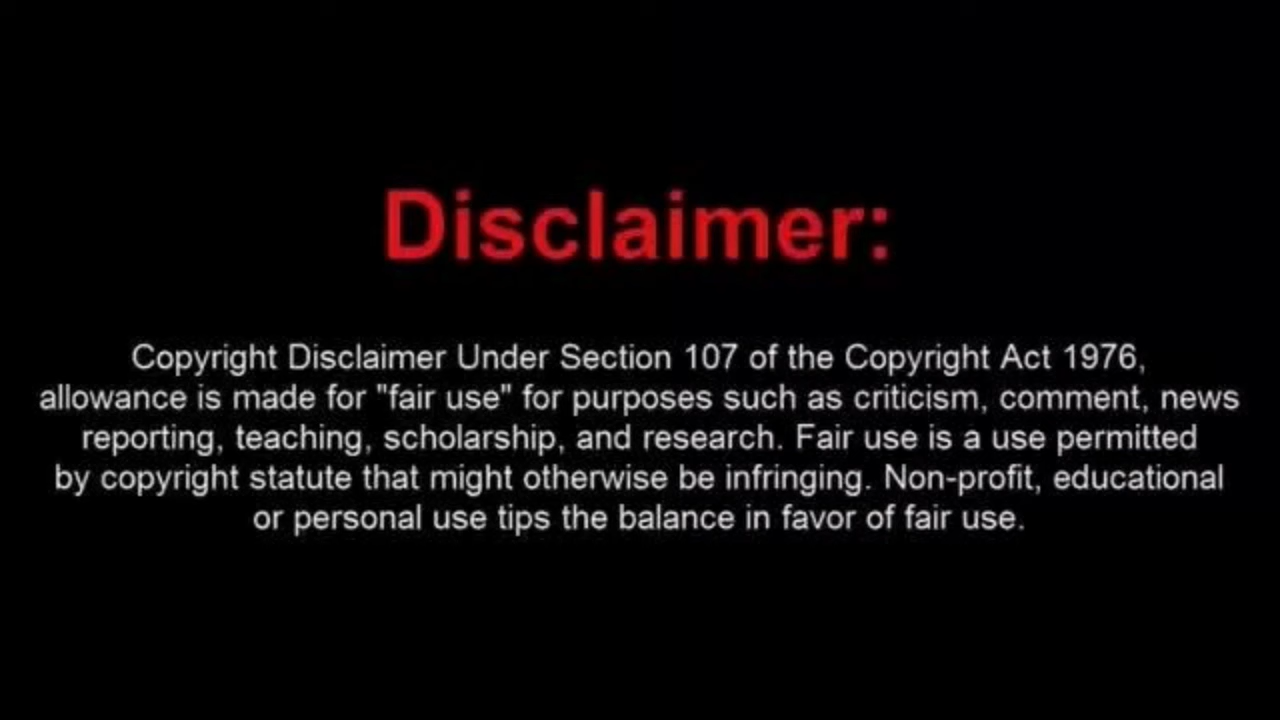 Disclaimer:
Copyright Disclaimer Under Section 107 of the Copyright Act 1976,
allowance is made for "fair use" for purposes such as criticism, comment, news
reporting, teaching, scholarship, and research. Fair use is a use permitted
by copyright statute that might otherwise be infringing. Non-profit, educational
or personal use tips the balance in favor of fair use.